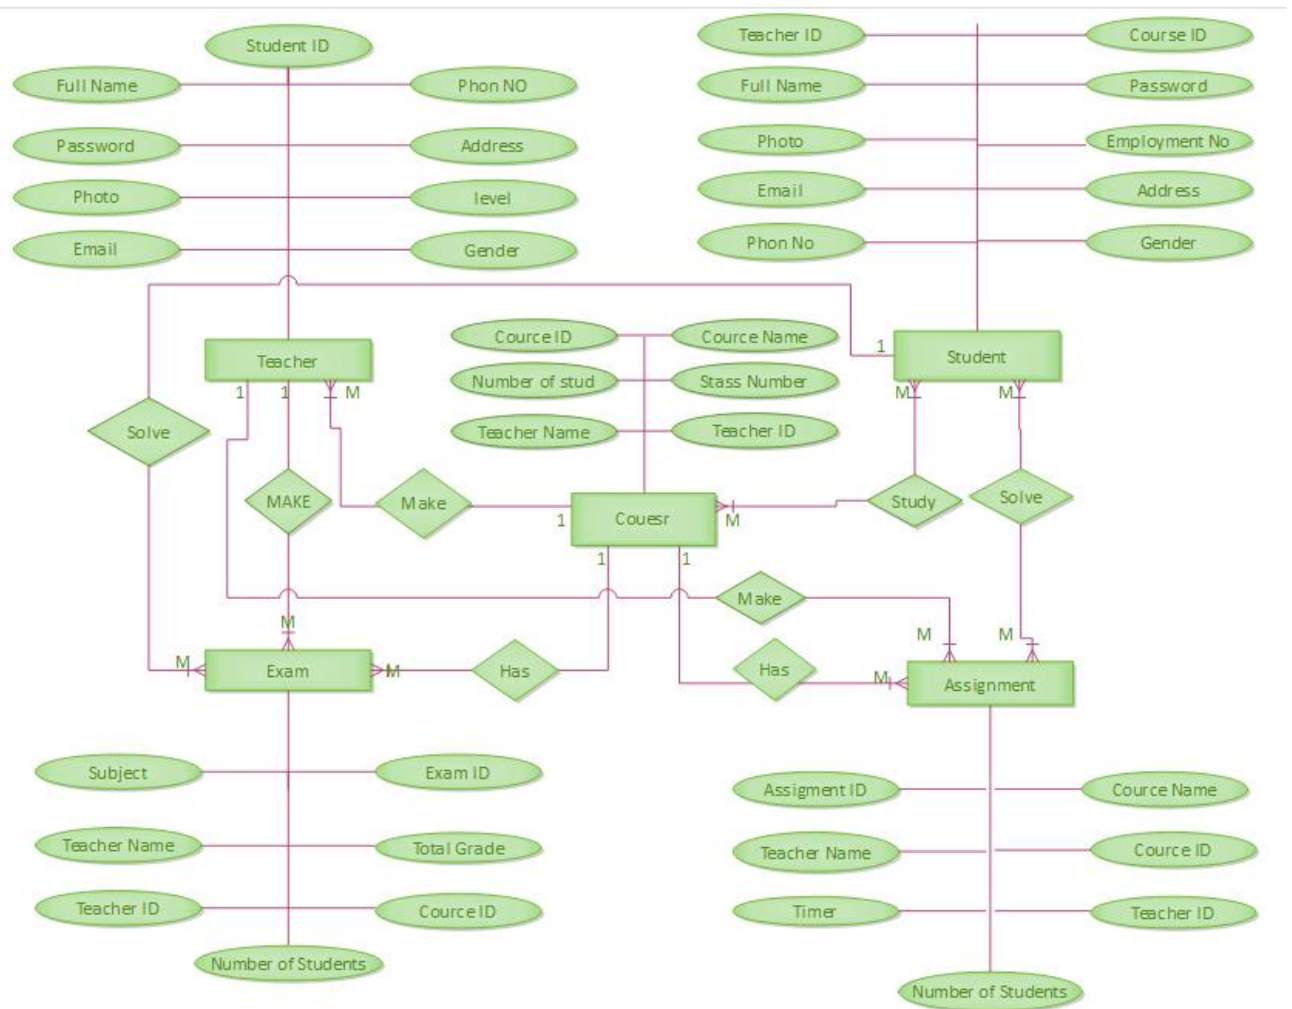 Student ID
Full Name
Phon NO
Password
Address
Photo
level
Email
Gender
Teacher ID
Course ID
Full Name
Password
Photo
Employment No
Email
Address
Phon No
Gender
Teacher
1
1
M
Cource ID
Cource Name
Number of stud
Stass Number
Teacher Name
Teacher ID
1
Student
M
M
Solve
MAKE
Make
1
Couesr
M
1
1
Study
Solve
Make
M
M
M
M
Exam
M
Has
Has
M
Assignment
Subject
Exam ID
Teacher Name
Total Grade
Teacher ID
Cource ID
Number of Students
Assigment ID
Cource Name
Teacher Name
Cource ID
Timer
Teacher ID
Number of Students